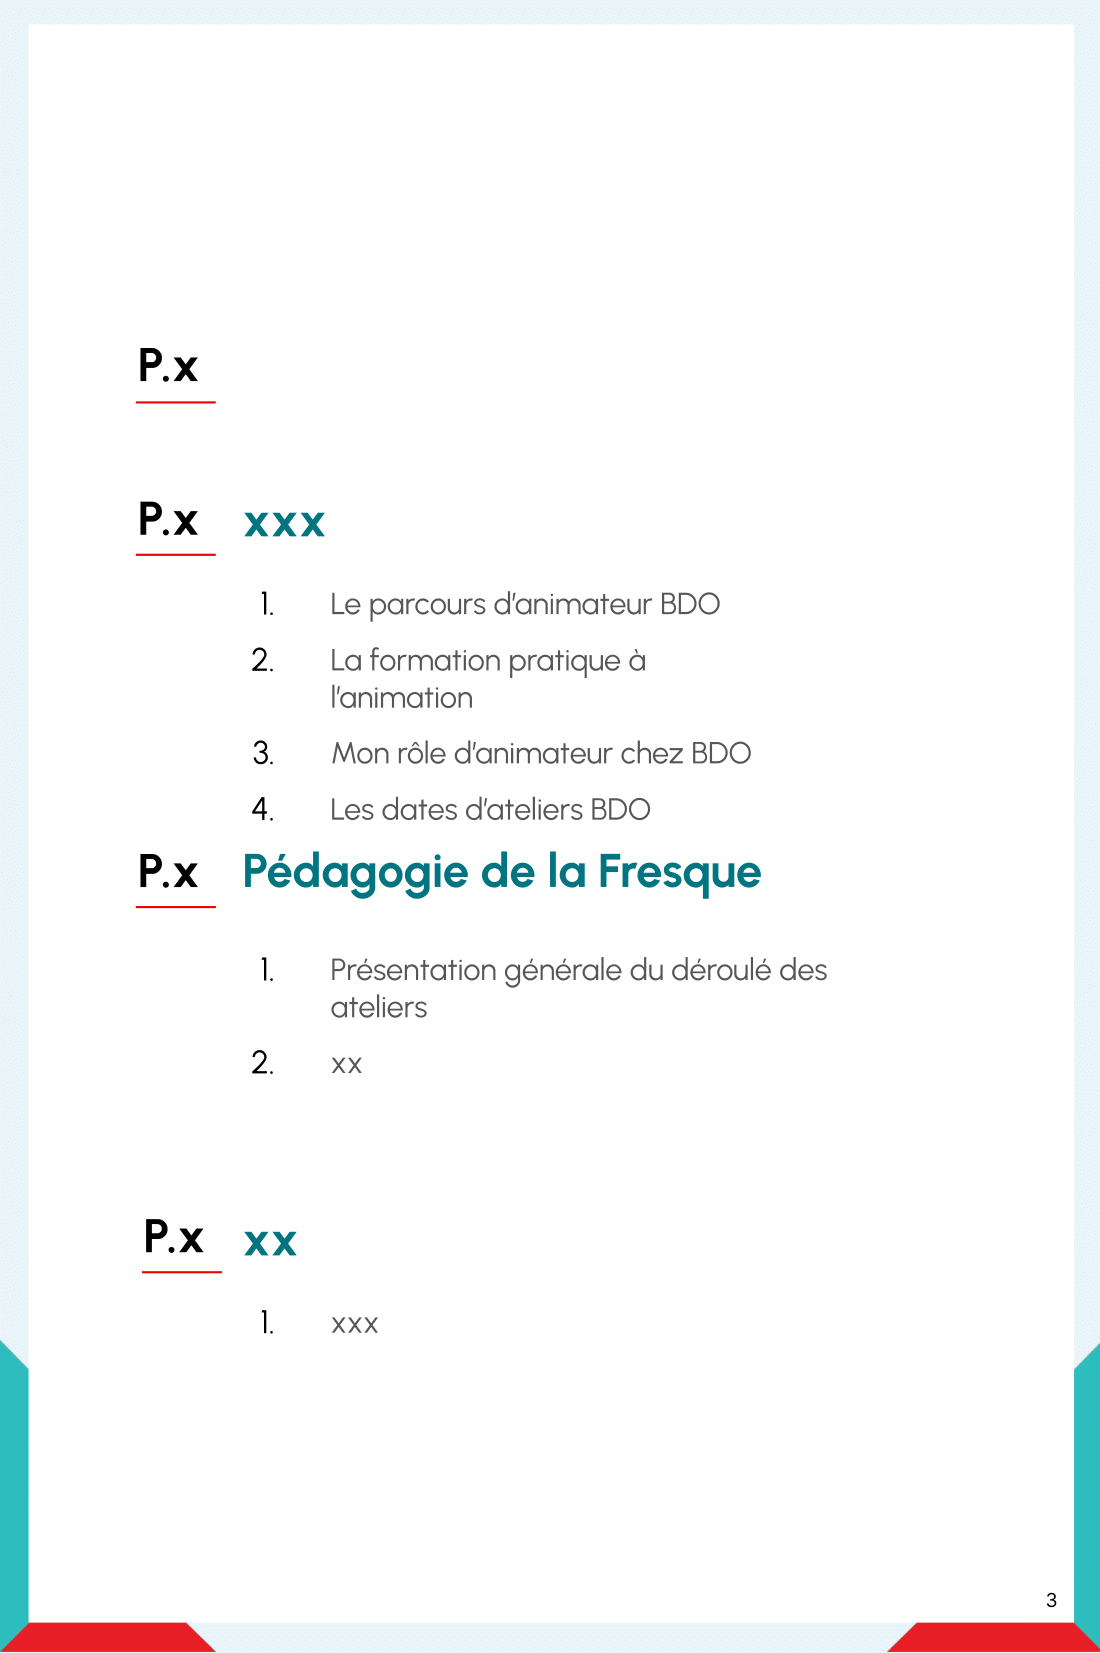 P.x
P.x xxx
1. Le parcours d’animateur BDO
2. La formation pratique à
l’animation
3. Mon rôle d’animateur chez BDO
4. Les dates d’ateliers BDO
P.x Pédagogie de la Fresque
1. Présentation générale du déroulé des
ateliers
2. xx
P.x xx
1. xxx
3